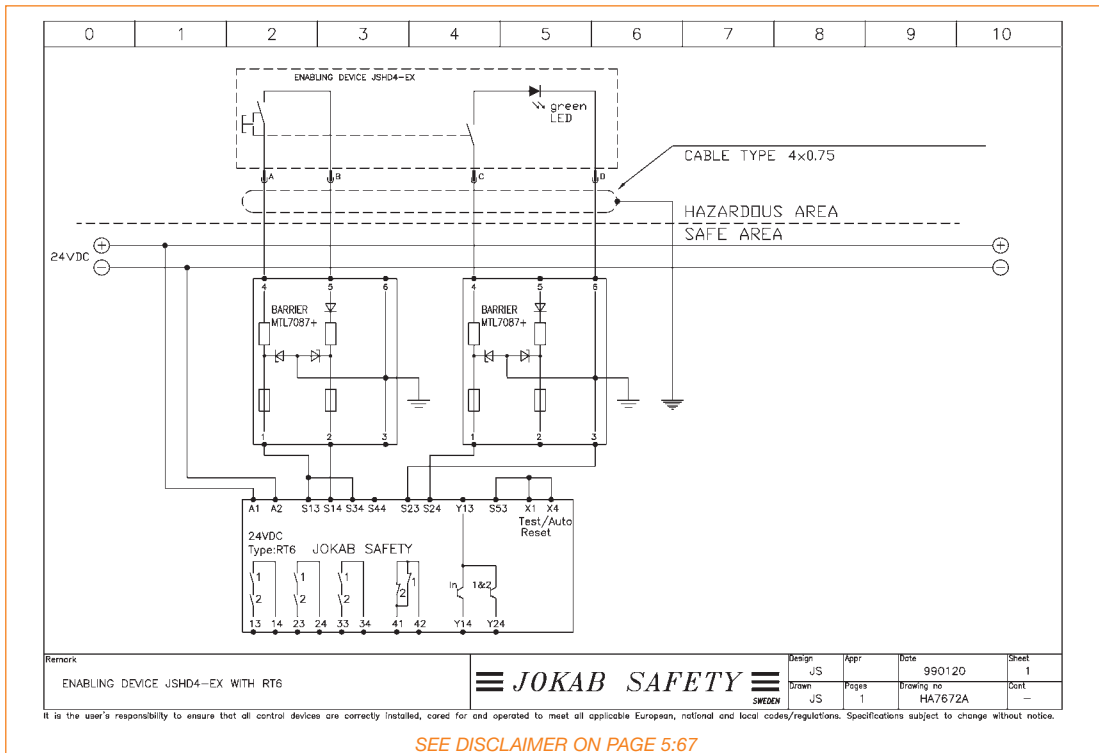 0 1 2 3 4 5 6 7 8 9 10
ENABLING DEVICE JSHD4-EX
green
LED
CABLE TYPE 4x0.75
A B C D
HAZARDOUS AREA
SAFE AREA
24VDC + +
- -
4 5 6 4 5 6
BARRIER
MTL7087+
BARRIER
MTL7087+
1 2 3 1 2 3
A1 A2 S13 S14 S34 S44 S23 S24 Y13 S53 X1 X4
Test/Auto
Reset
24VDC
Type:RT6 JOKAB SAFETY
1 1 1 1 In 1&2
2 2 2 2
13 14 23 24 33 34 41 42 Y14 Y24
Remark
ENABLING DEVICE JSHD4-EX WITH RT6
JOKAB SAFETY
SWEDEN
Design JS
Appr
Date 990120
Sheet 1
Drawn JS
Pages 1
Drawing no HA7672A
Cont -
It is the user's responsibility to ensure that all control devices are correctly installed, cared for and operated to meet all applicable European, national and local codes/regulations. Specifications subject to change without notice.
SEE DISCLAIMER ON PAGE 5:67